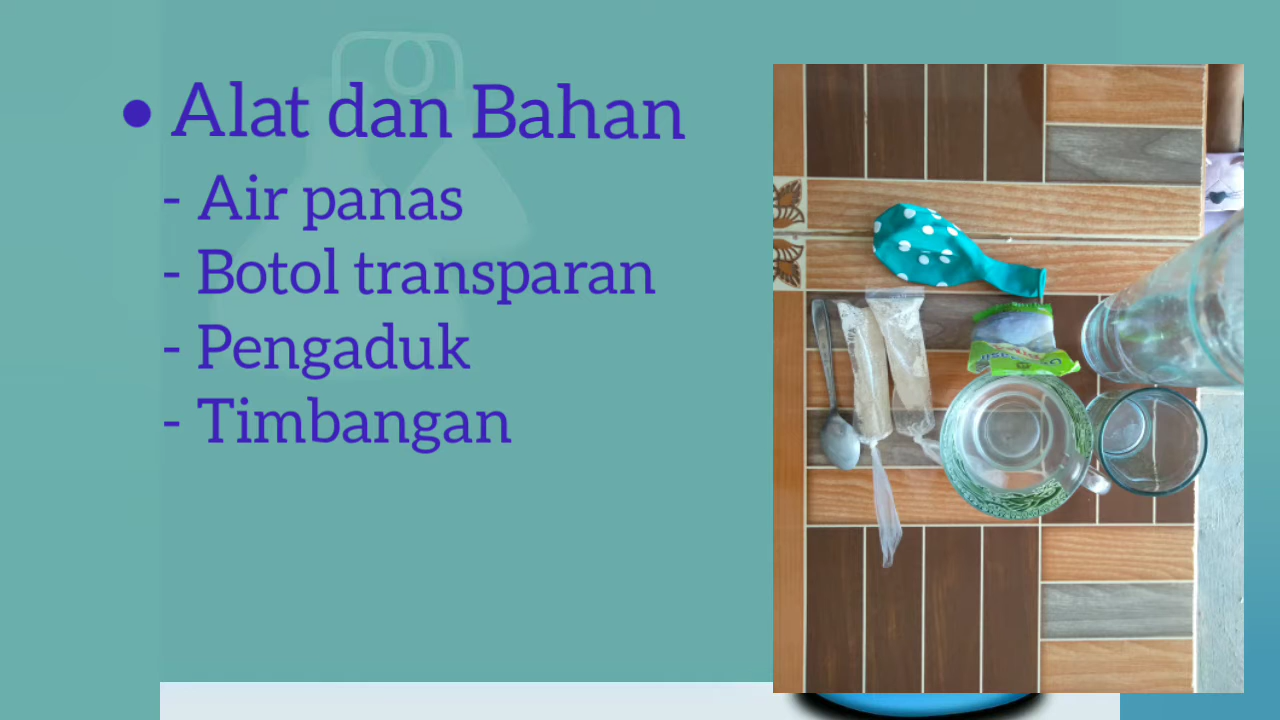 • Alat dan Bahan
- Air panas
- Botol transparan
- Pengaduk
- Timbangan